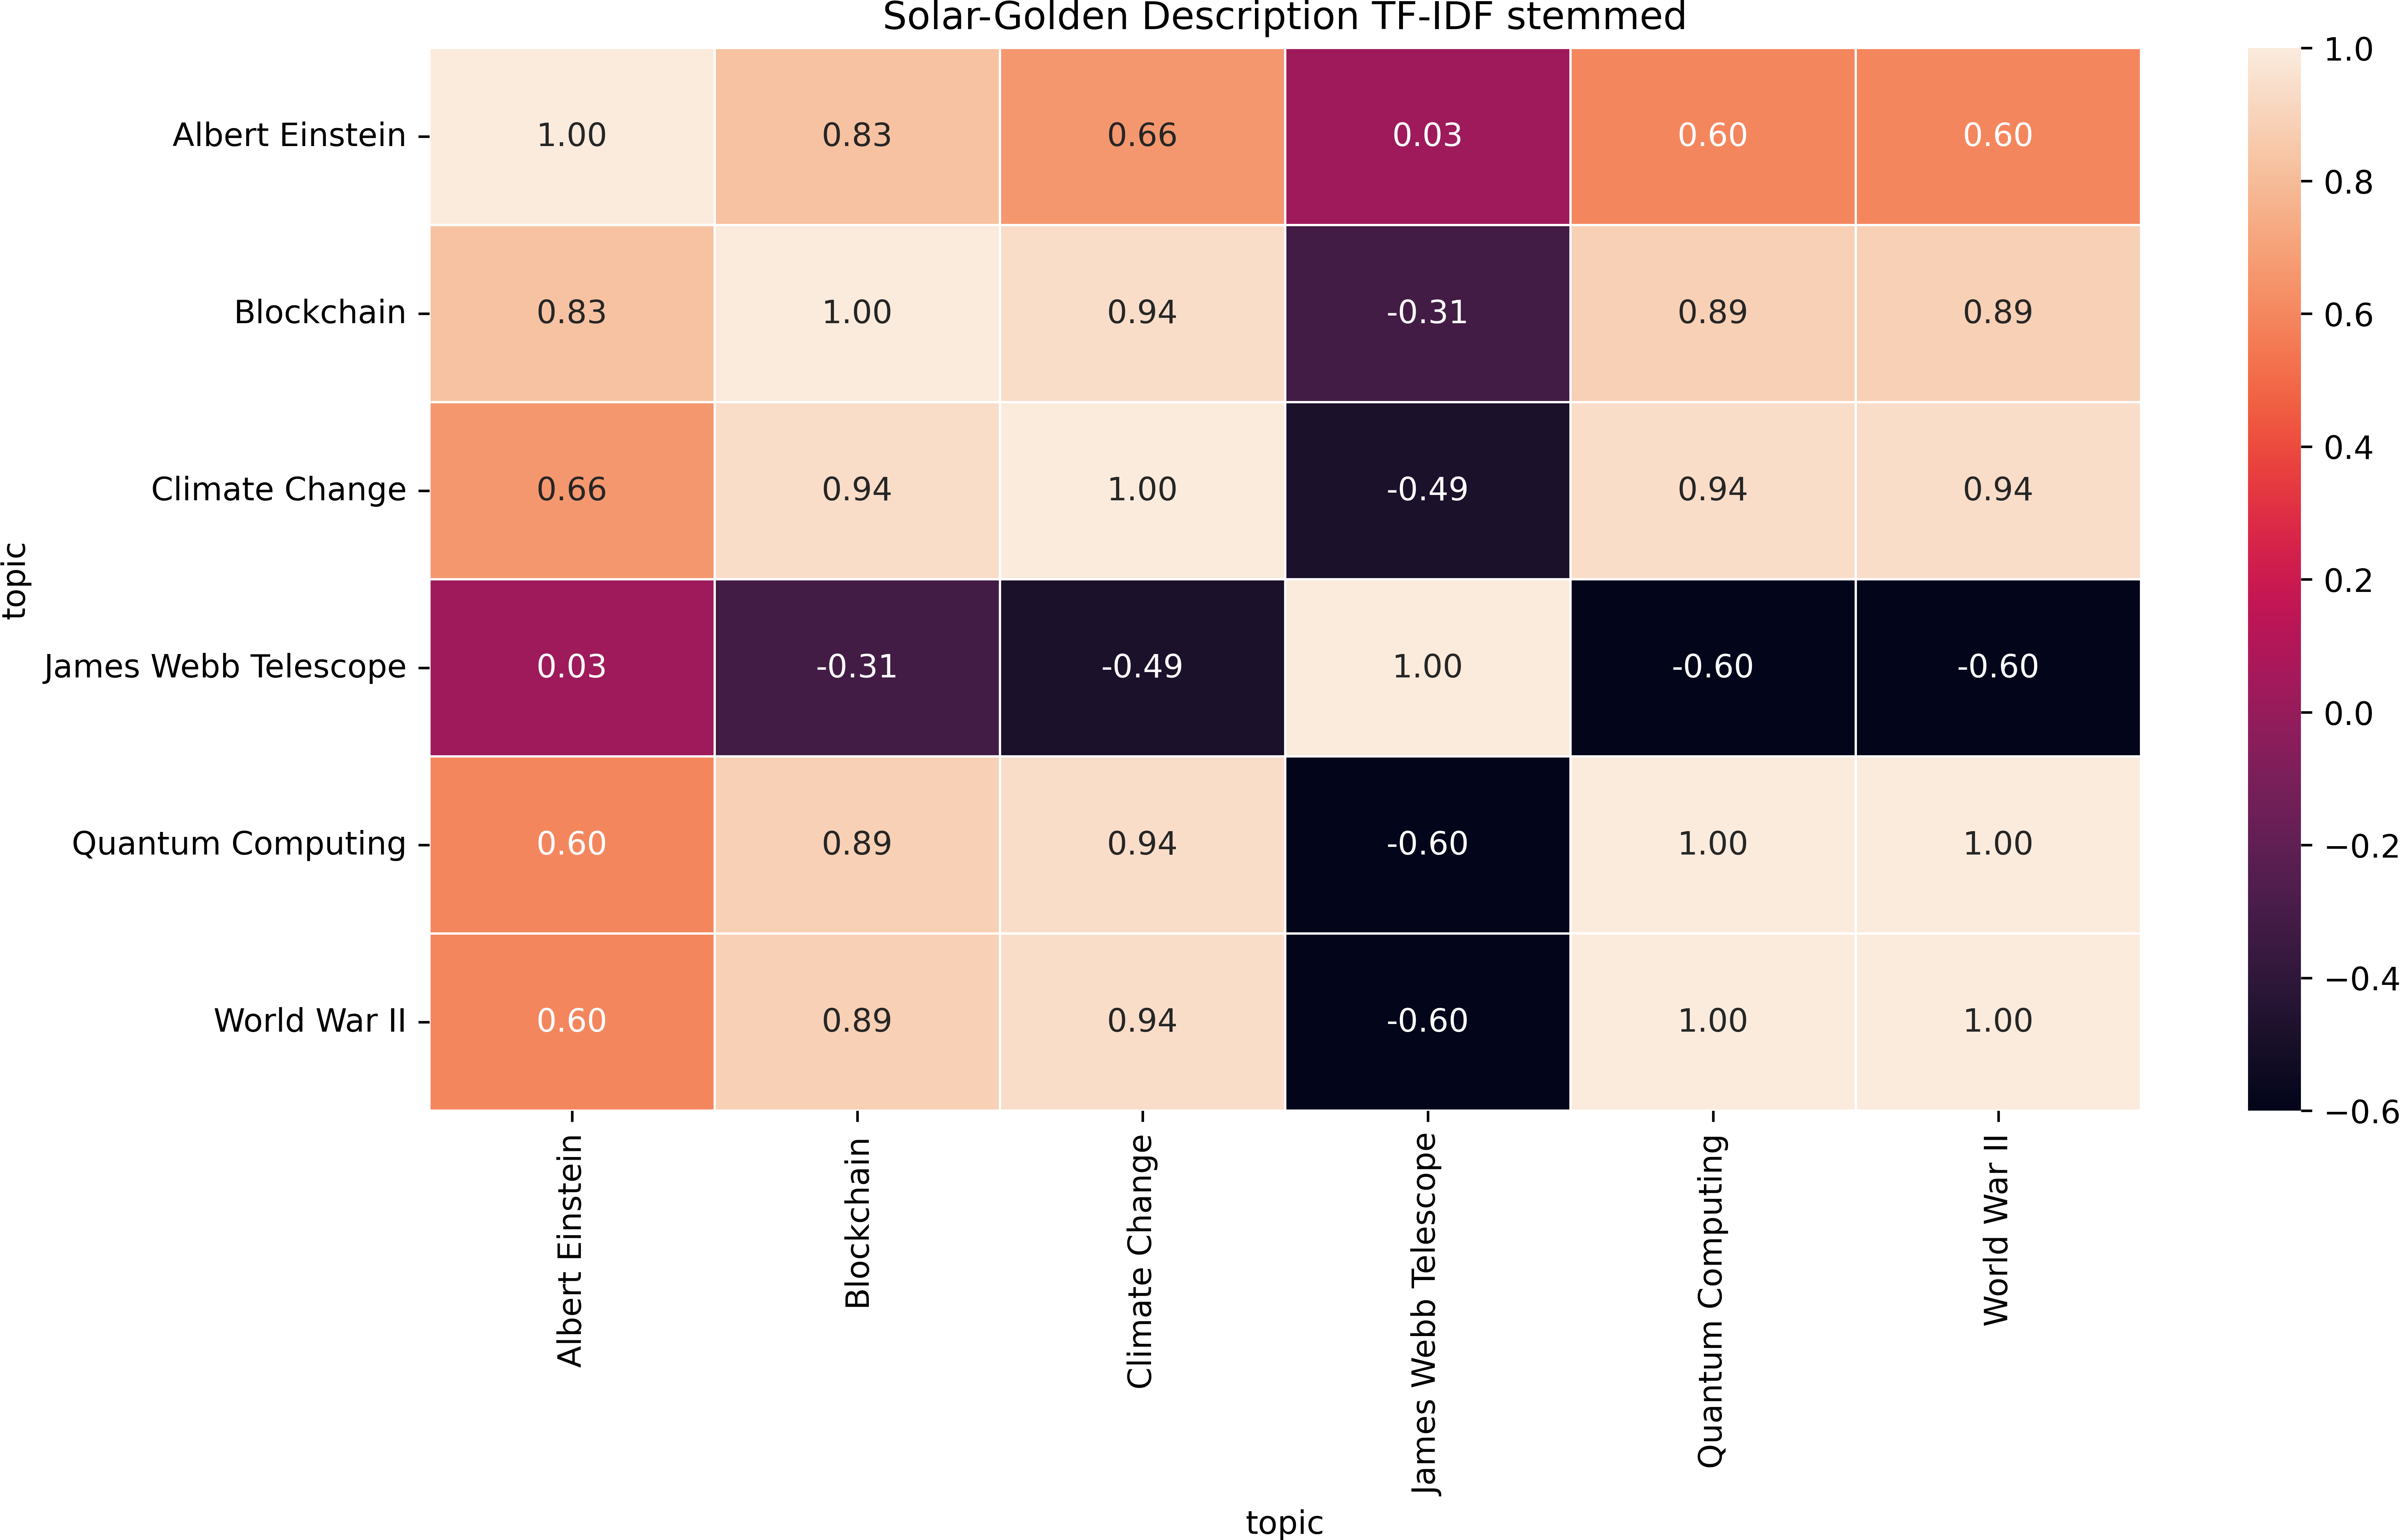 Solar-Golden Description TF-IDF stemmed
topic
Albert Einstein 1.00 0.83 0.66 0.03 0.60 0.60
Blockchain 0.83 1.00 0.94 -0.31 0.89 0.89
Climate Change 0.66 0.94 1.00 -0.49 0.94 0.94
James Webb Telescope 0.03 -0.31 -0.49 1.00 -0.60 -0.60
Quantum Computing 0.60 0.89 0.94 -0.60 1.00 1.00
World War II 0.60 0.89 0.94 -0.60 1.00 1.00
Albert Einstein
Blockchain
Climate Change
James Webb Telescope
Quantum Computing
World War II
topic
1.0
0.8
0.6
0.4
0.2
0.0
−0.2
−0.4
−0.6